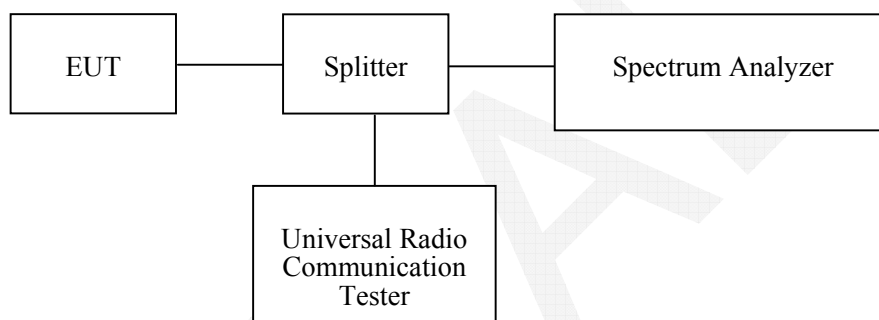 EUT
Splitter
Spectrum Analyzer
Universal Radio
Communication
Tester